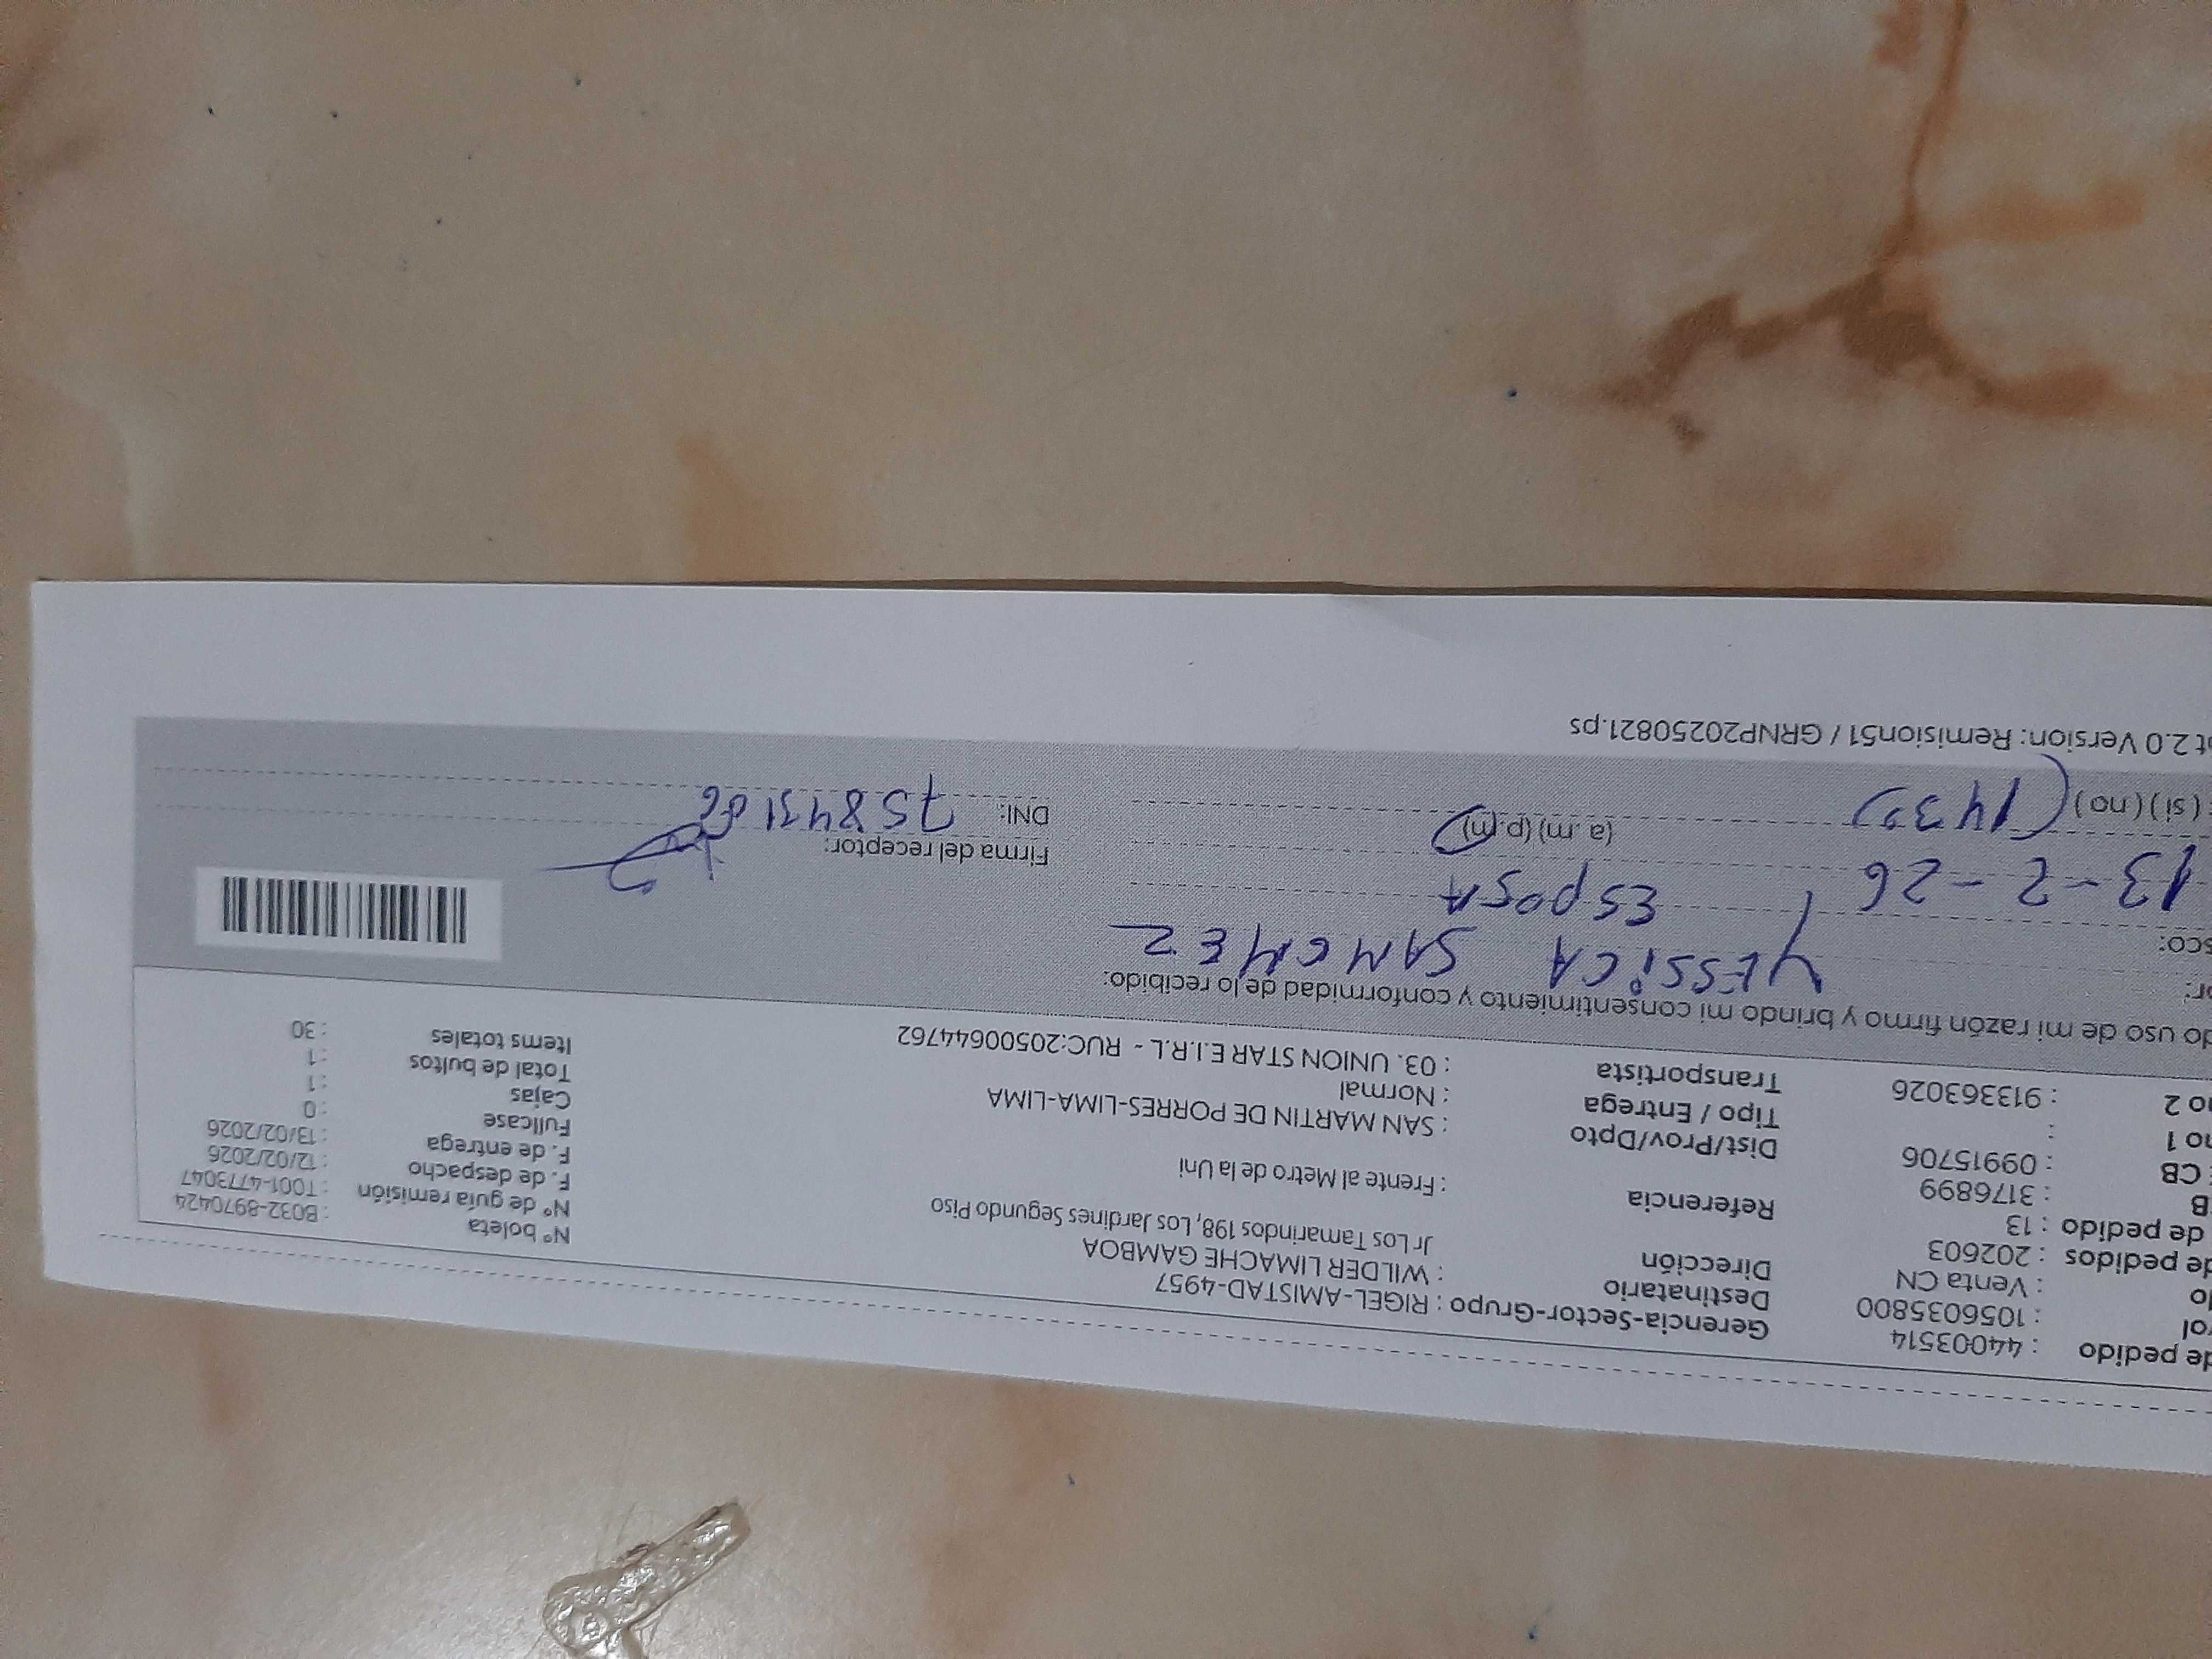 de pedido : 44003514 Gerencia-Sector-Grupo : RIGEL-AMISTAD-4957 N° boleta : B032-8970424
rol : 1056035800 Destinatario : WILDER LIMACHE GAMBOA N° de guía remisión : T001-4773047
o : Venta CN Dirección Jr Los Tamarindos 198, Los Jardines Segundo Piso F. de despacho : 12/02/2026
de pedidos : 202603 F. de entrega : 13/02/2026
de pedido : 13 Referencia : Frente al Metro de la Uni Fullcase : 0
B : 3176899 Cajas : 1
CB : 09915706 Dist/Prov/Dpto : SAN MARTIN DE PORRES-LIMA-LIMA Total de bultos : 1
no 1 : Tipo / Entrega : Normal Items totales : 30
no 2 : 913363026 Transportista : 03. UNION STAR E.I.R.L - RUC:20500644762
do uso de mi razón firmo y brindo mi consentimiento y conformidad de lo recibido:
or: YESSiCA SANCHEZ
sco: ESPOSA
13-2-26 (a. m) (p. m) Firma del receptor:
(si) (no) DNI: 75843106
t 2.0 Version: Remision51 / GRNP20250821.ps